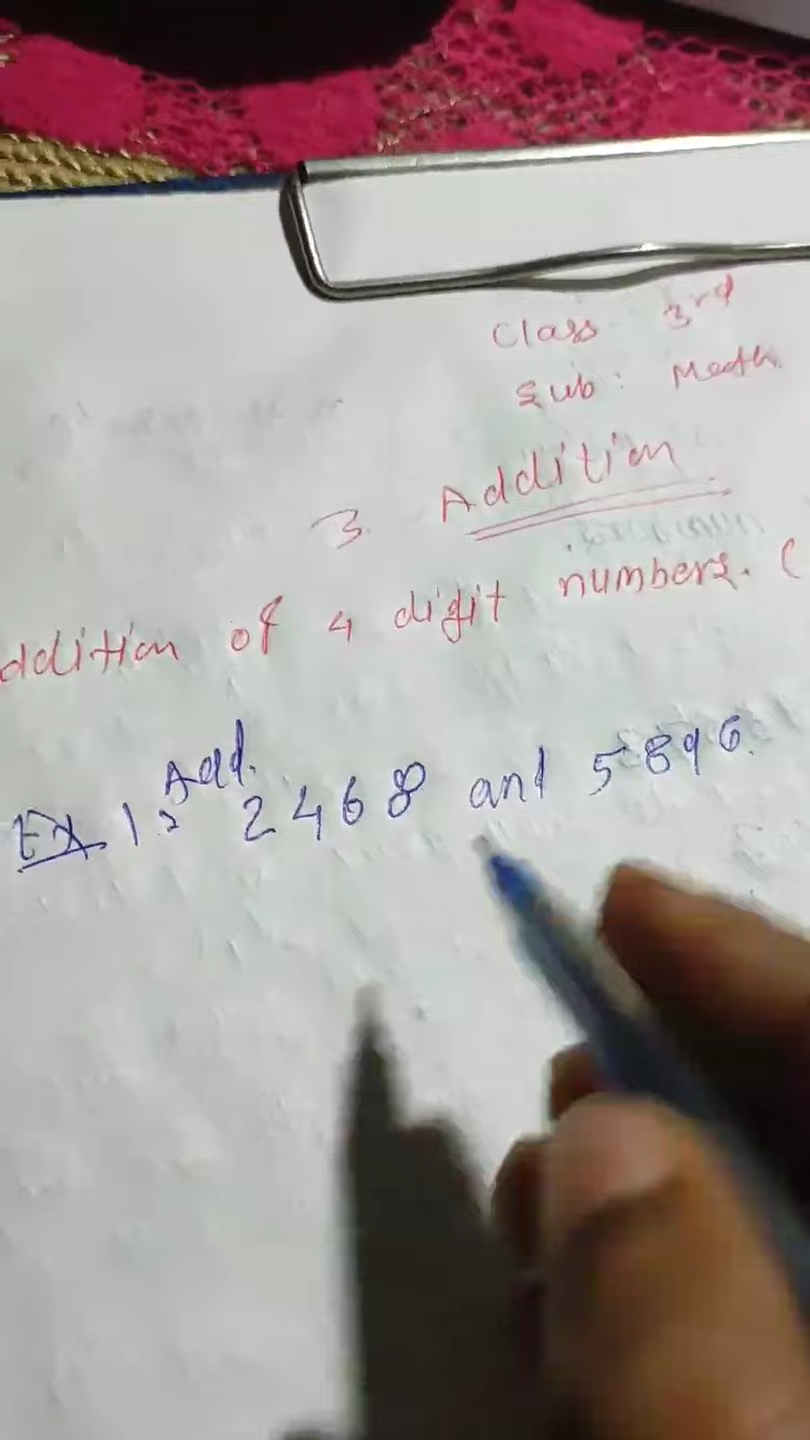 Class 3rd
Sub: Math
3. Addition
ddition of 4 digit numbers. (
Add.
Ex 1: 2468 and 5896.